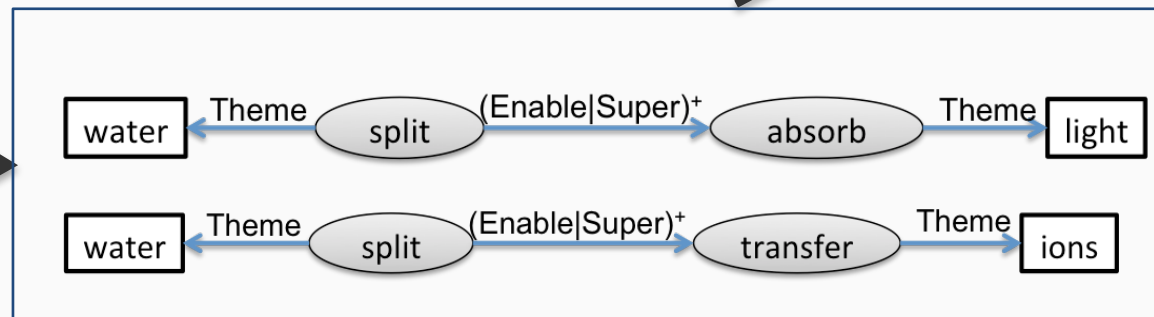 water Theme split (Enable|Super)+ absorb Theme light
water Theme split (Enable|Super)+ transfer Theme ions